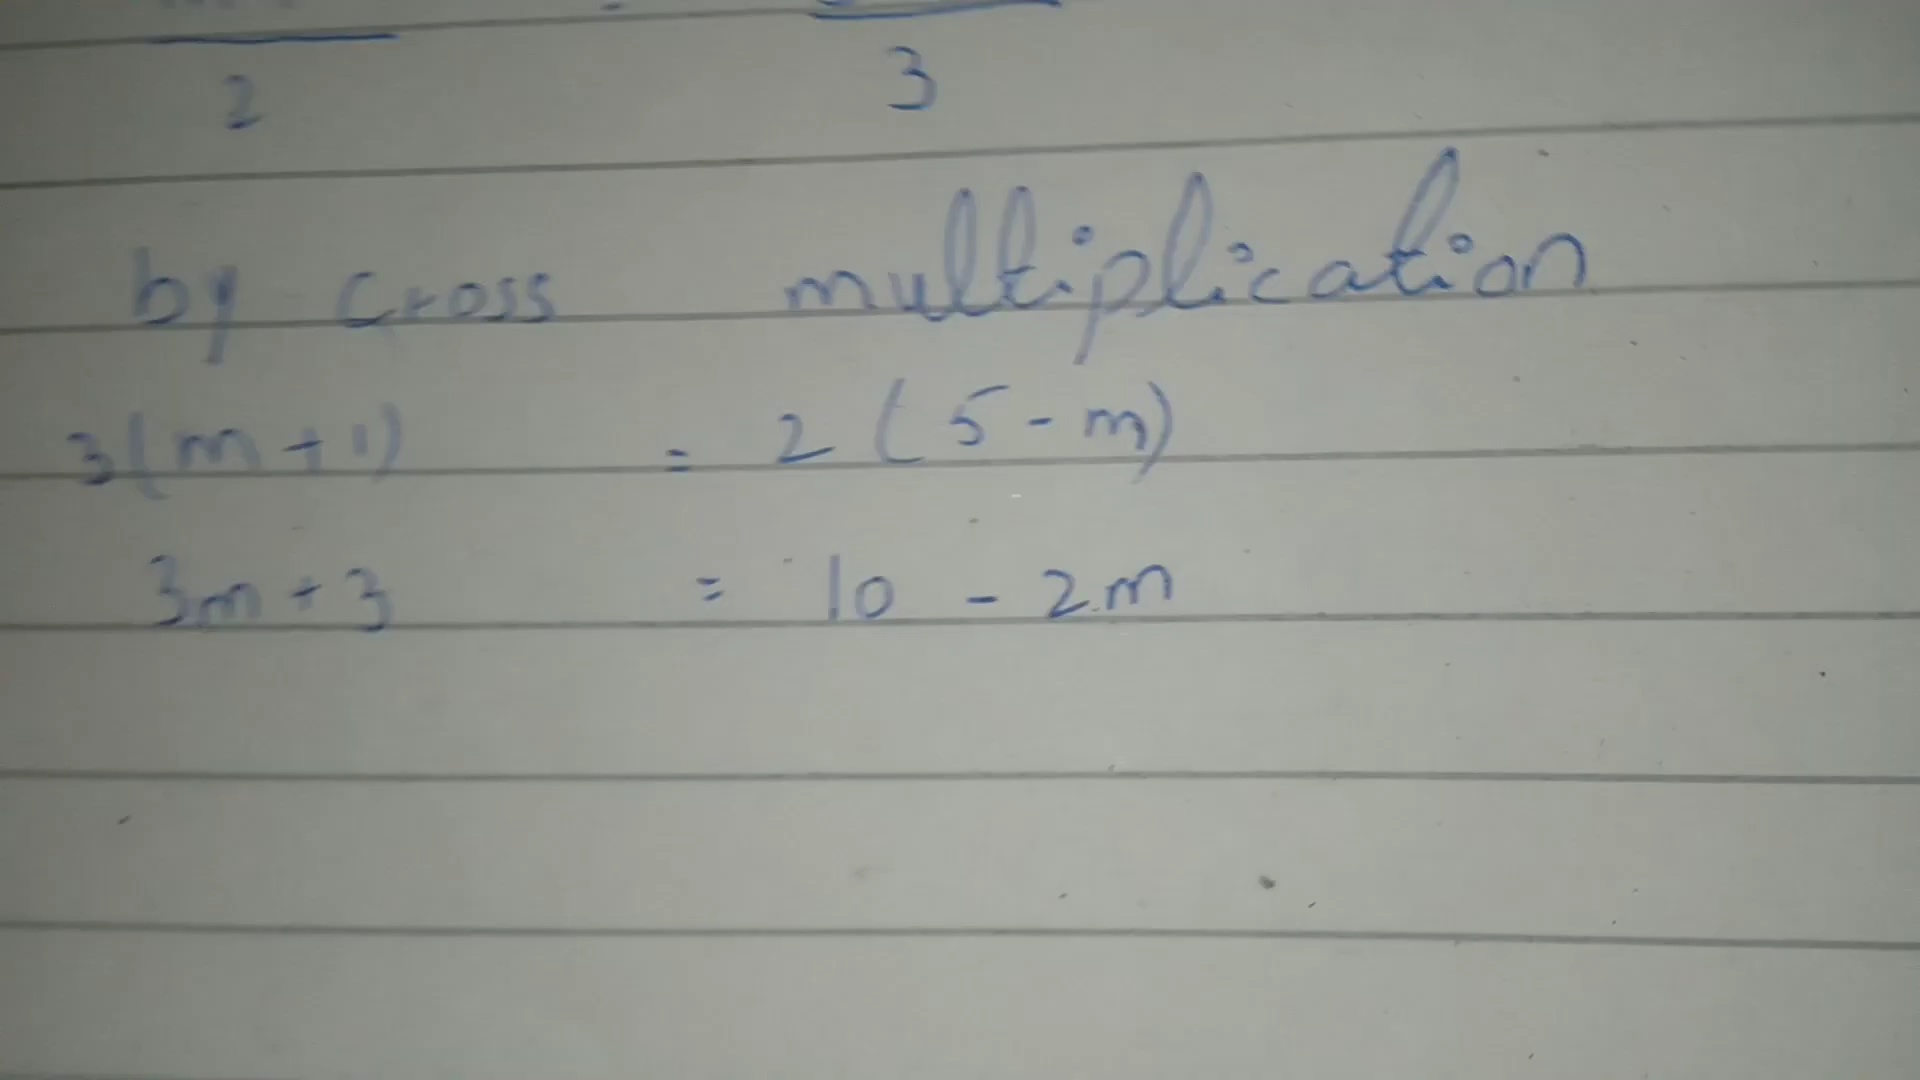 2 3
by cross multiplication
3(m+1) = 2(5-m)
3m+3 = 10 - 2m